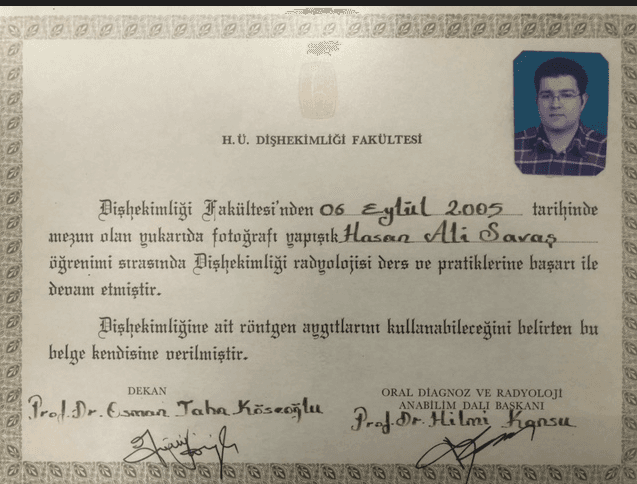 H.Ü. DİŞHEKİMLİĞİ FAKÜLTESİ
Dişhekimliği Fakültesi'nden 06 Eylül 2005 tarihinde
mezun olan yukarıda fotoğrafı yapışık Hasan Ali Savaş
öğrenimi sırasında Dişhekimliği radyolojisi ders ve pratiklerine başarı ile
devam etmiştir.
Dişhekimliğine ait röntgen aygıtlarını kullanabileceğini belirten bu
belge kendisine verilmiştir.
DEKAN
Prof. Dr. Osman Taha Köseoğlu
ORAL DİAGNOZ VE RADYOLOJİ
ANABİLİM DALI BAŞKANI
Prof. Dr. Hilmi Kansu